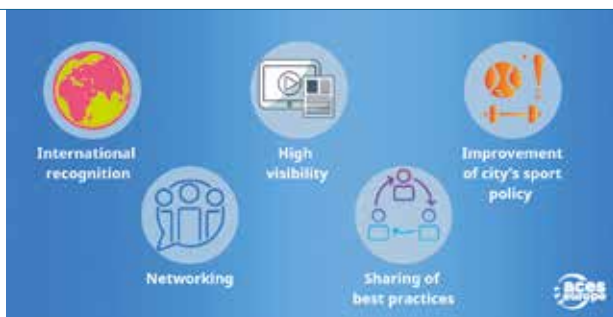 International
recognition
High
visibility
Improvement
of city's sport
policy
Networking
Sharing of
best practices
aces
europe